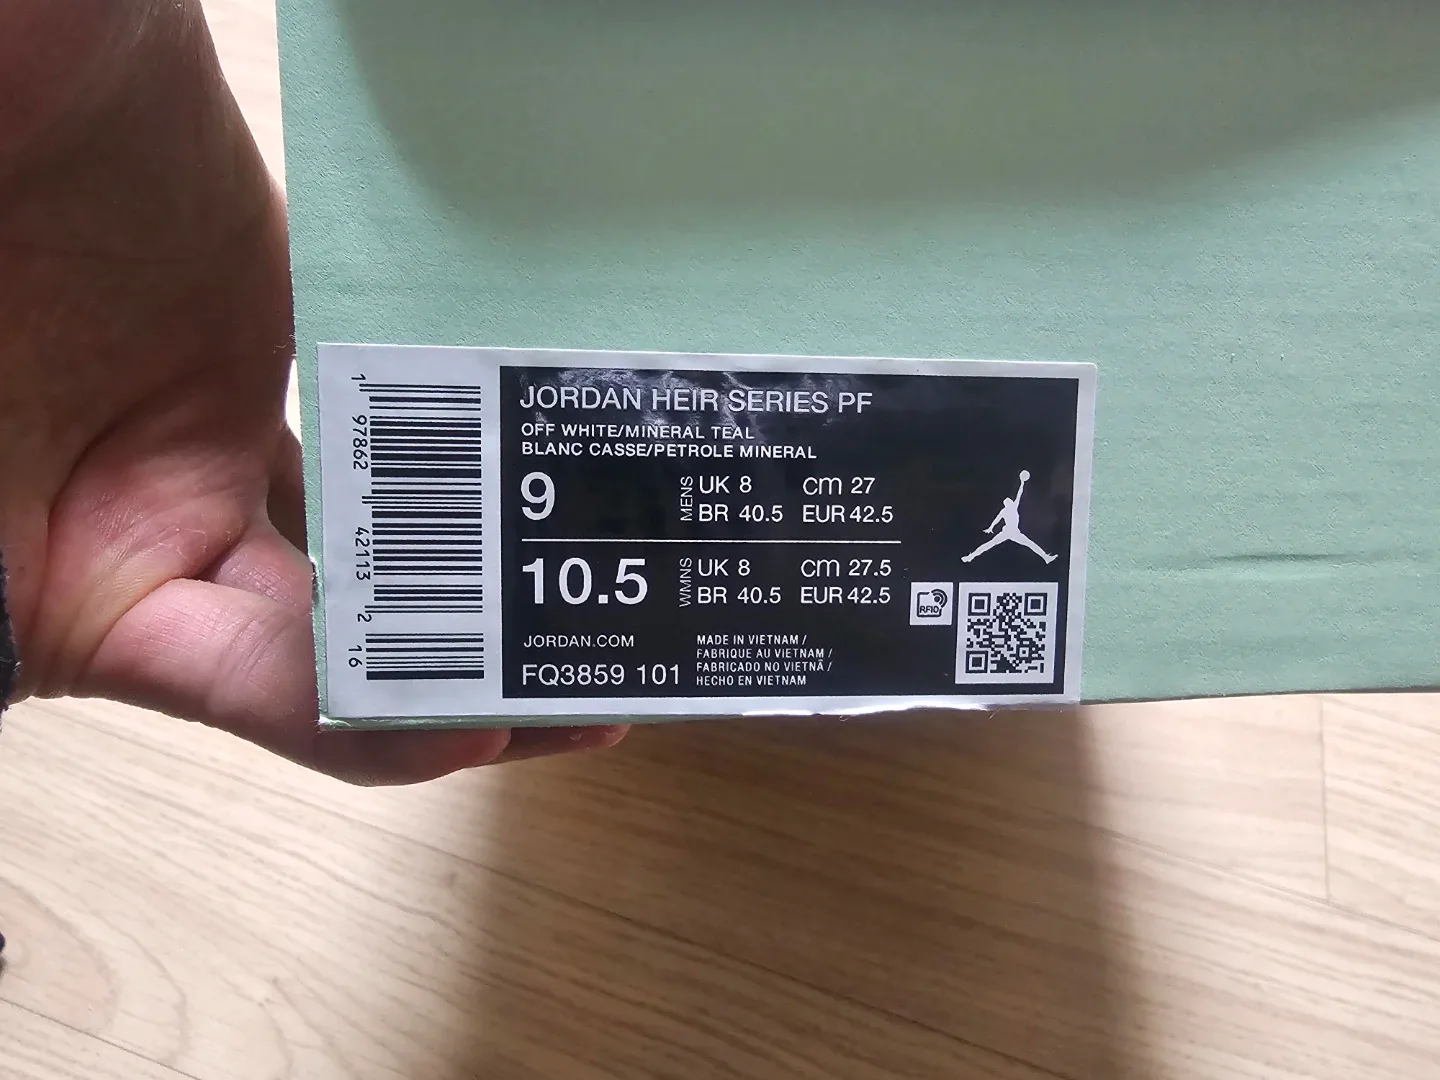 1 97862 42113 2 16
JORDAN HEIR SERIES PF
OFF WHITE/MINERAL TEAL
BLANC CASSE/PETROLE MINERAL
9
MENS
UK 8 cm 27
BR 40.5 EUR 42.5
10.5
WMNS
UK 8 cm 27.5
BR 40.5 EUR 42.5
RFID
JORDAN.COM
FQ3859 101
MADE IN VIETNAM /
FABRIQUE AU VIETNAM /
FABRICADO NO VIETNÃ /
HECHO EN VIETNAM